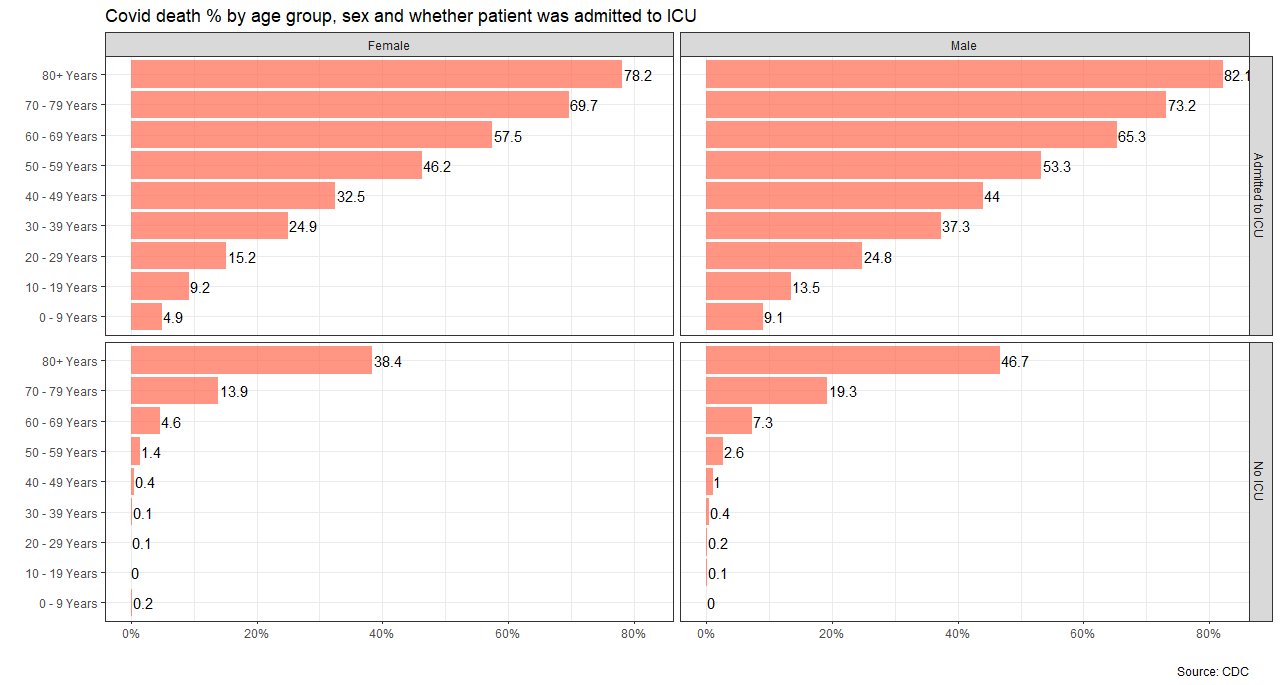 Covid death % by age group, sex and whether patient was admitted to ICU
Female
Male
80+ Years 78.2 82.1
70 - 79 Years 69.7 73.2
60 - 69 Years 57.5 65.3
50 - 59 Years 46.2 53.3
40 - 49 Years 32.5 44
30 - 39 Years 24.9 37.3
20 - 29 Years 15.2 24.8
10 - 19 Years 9.2 13.5
0 - 9 Years 4.9 9.1
Admitted to ICU
80+ Years 38.4 46.7
70 - 79 Years 13.9 19.3
60 - 69 Years 4.6 7.3
50 - 59 Years 1.4 2.6
40 - 49 Years 0.4 1
30 - 39 Years 0.1 0.4
20 - 29 Years 0.1 0.2
10 - 19 Years 0 0.1
0 - 9 Years 0.2 0
No ICU
0% 20% 40% 60% 80% 0% 20% 40% 60% 80%
Source: CDC